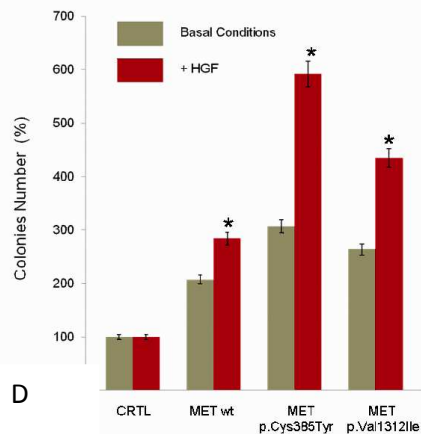 700
600
500
400
300
200
100
Colonies Number (%)
Basal Conditions
+ HGF
*
*
*
D
CRTL
MET wt
MET
p.Cys385Tyr
MET
p.Val1312Ile